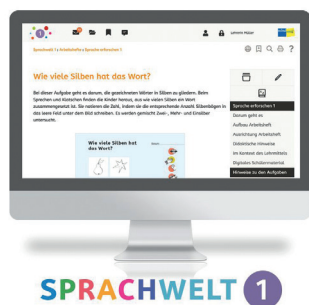 Lehrerin Müller
Sprachwelt 1 / Arbeitshefte / Sprache erforschen 1
Wie viele Silben hat das Wort?
Bei dieser Aufgabe geht es darum, die gezeichneten Wörter in Silben zu gliedern. Beim
Sprechen und Klatschen finden die Kinder heraus, aus wie vielen Silben ein Wort
zusammengesetzt ist. Sie notieren die Zahl, indem sie die entsprechende Anzahl Silbenbögen in
das leere Feld unter dem Bild schreiben. Es werden gemischt Zwei-, Mehr- und Einsilber
untersucht.
Sprache erforschen 1
Darum geht es
Aufbau Arbeitsheft
Ausrichtung Arbeitsheft
Didaktische Hinweise
Im Kontext des Lehrmittels
Digitales Schülermaterial
Hinweise zu den Aufgaben
Wie viele Silben hat
das Wort?
SPRACHWELT 1